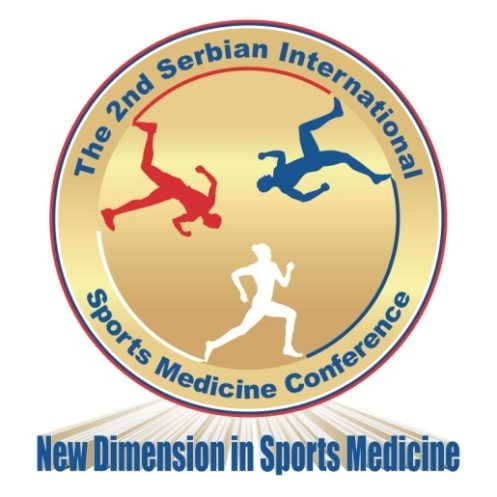 The 2nd Serbian International
Sports Medicine Conference
New Dimension in Sports Medicine